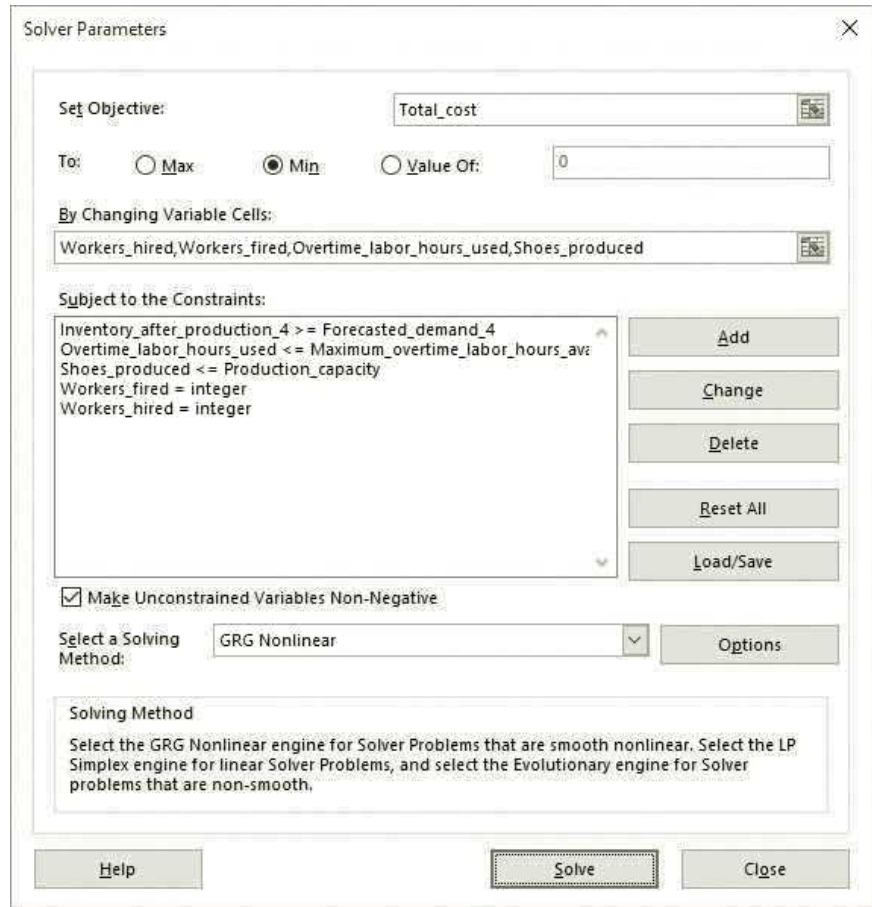 Solver Parameters
Set Objective:
Total_cost
To:
Max
Min
Value Of:
0
By Changing Variable Cells:
Workers_hired,Workers_fired,Overtime_labor_hours_used,Shoes_produced
Subject to the Constraints:
Inventory_after_production_4 >= Forecasted_demand_4
Overtime_labor_hours_used <= Maximum_overtime_labor_hours_ava
Shoes_produced <= Production_capacity
Workers_fired = integer
Workers_hired = integer
Add
Change
Delete
Reset All
Load/Save
Make Unconstrained Variables Non-Negative
Select a Solving
Method:
GRG Nonlinear
Options
Solving Method
Select the GRG Nonlinear engine for Solver Problems that are smooth nonlinear. Select the LP
Simplex engine for linear Solver Problems, and select the Evolutionary engine for Solver
problems that are non-smooth.
Help
Solve
Close